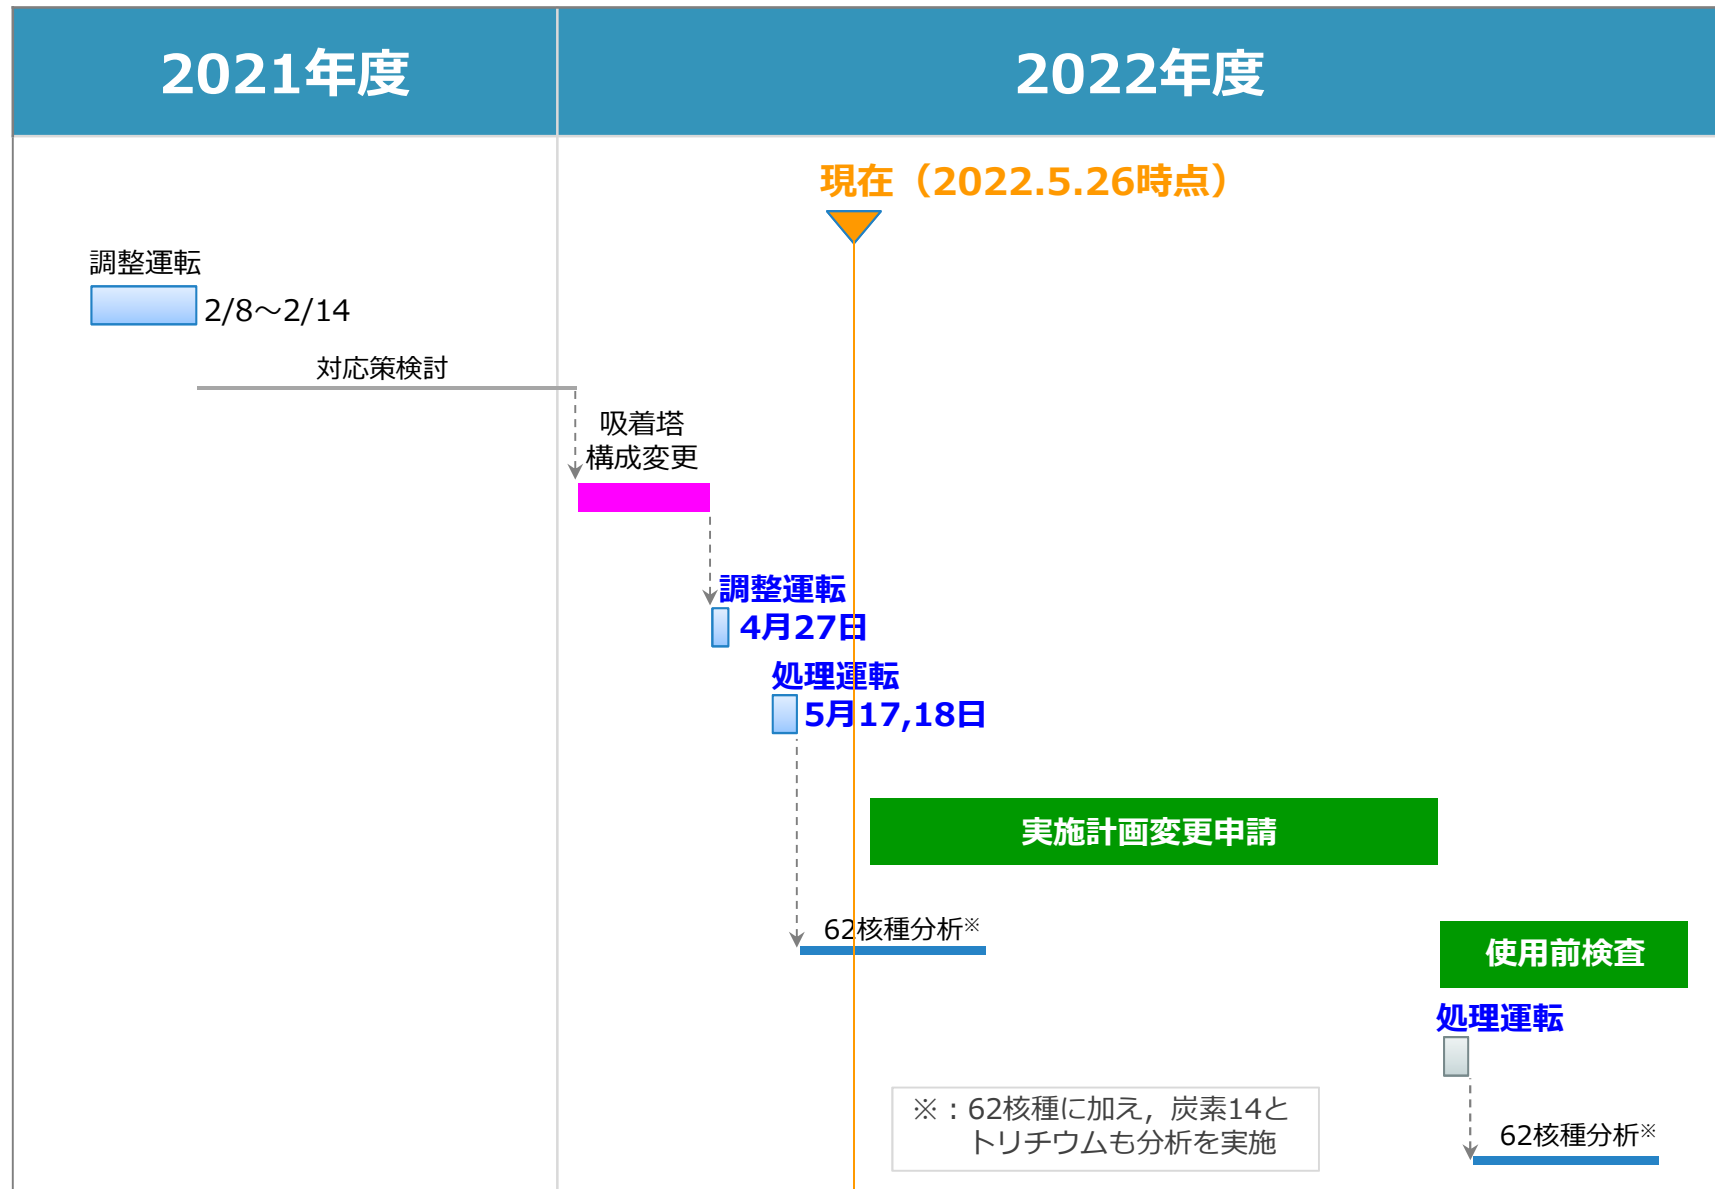 2021年度
2022年度
現在（2022.5.26時点）
調整運転
2/8～2/14
対応策検討
吸着塔
構成変更
調整運転
4月27日
処理運転
5月17,18日
実施計画変更申請
62核種分析※
使用前検査
処理運転
※：62核種に加え，炭素14と
トリチウムも分析を実施
62核種分析※